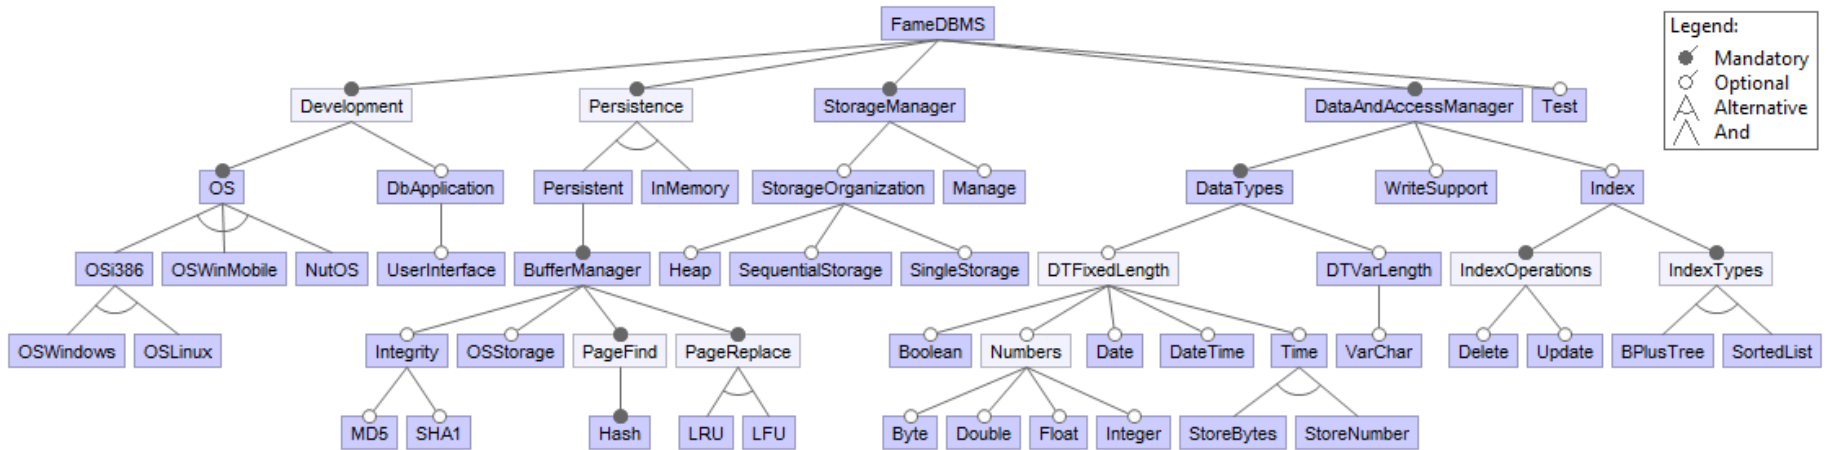 FameDBMS
Legend:
Mandatory
Optional
Alternative
And
Development
Persistence
StorageManager
DataAndAccessManager
Test
OS
DbApplication
Persistent
InMemory
StorageOrganization
Manage
DataTypes
WriteSupport
Index
OSi386
OSWinMobile
NutOS
UserInterface
BufferManager
Heap
SequentialStorage
SingleStorage
DTFixedLength
DTVarLength
IndexOperations
IndexTypes
OSWindows
OSLinux
Integrity
OSStorage
PageFind
PageReplace
Boolean
Numbers
Date
DateTime
Time
VarChar
Delete
Update
BPlusTree
SortedList
MD5
SHA1
Hash
LRU
LFU
Byte
Double
Float
Integer
StoreBytes
StoreNumber